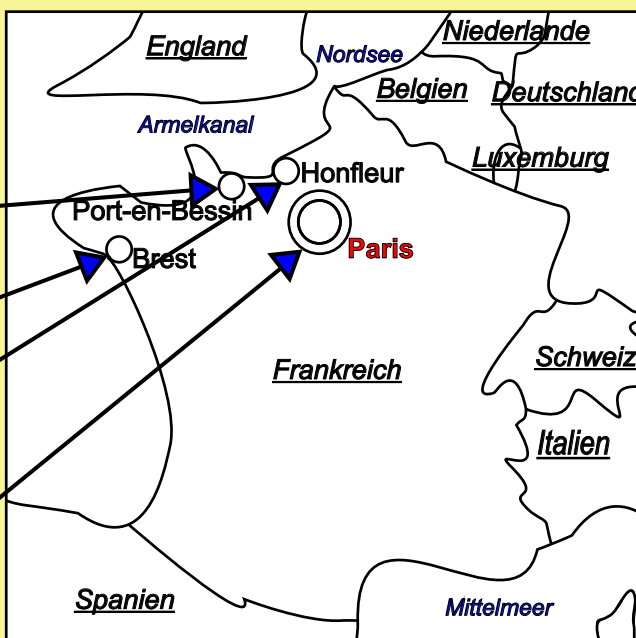 Niederlande
England
Nordsee
Belgien
Deutschland
Armelkanal
Luxemburg
Honfleur
Port-en-Bessin
Paris
Brest
Schweiz
Frankreich
Italien
Spanien
Mittelmeer